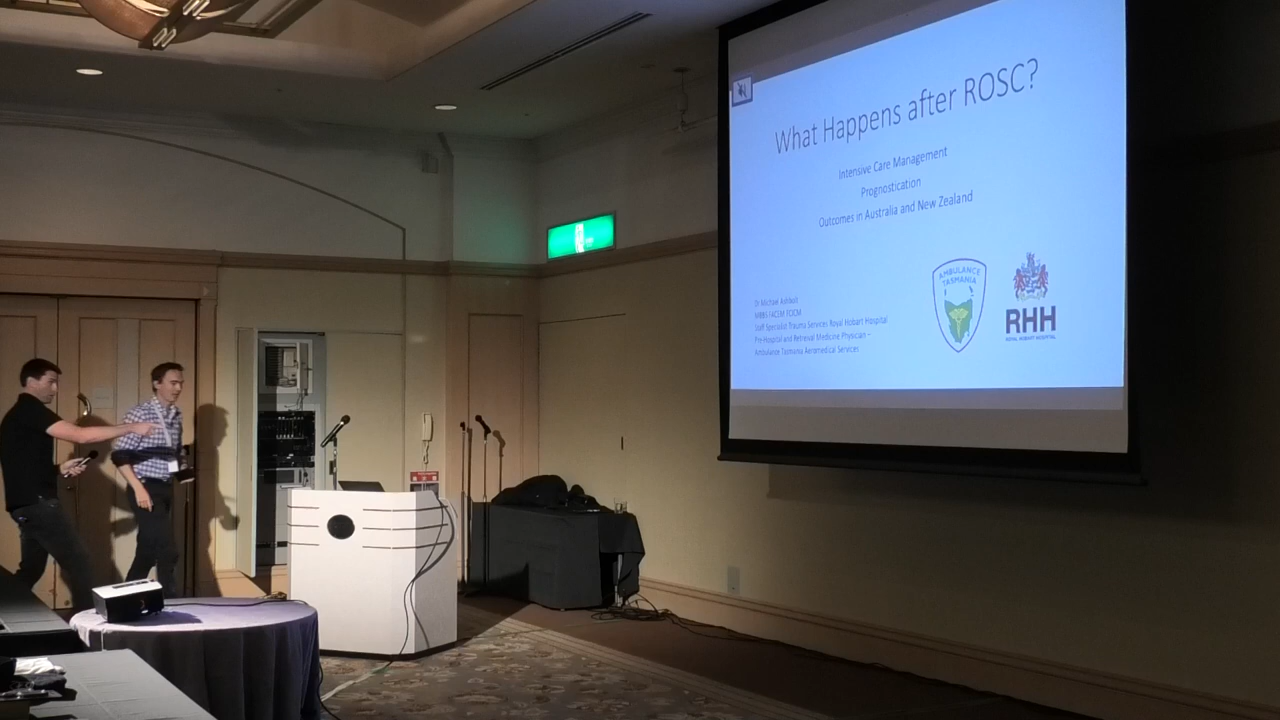 What Happens after ROSC?
Intensive Care Management
Prognostication
Outcomes in Australia and New Zealand
Dr Michael Ashbolt
MBBS FACEM FOCM
Staff Specialist Trauma Services Royal Hobart Hospital
Pre-Hospital and Retrieval Medicine Physician –
Ambulance Tasmania Aeromedical Services
AMBULANCE
TASMANIA
RHH
ROYAL HOBART HOSPITAL